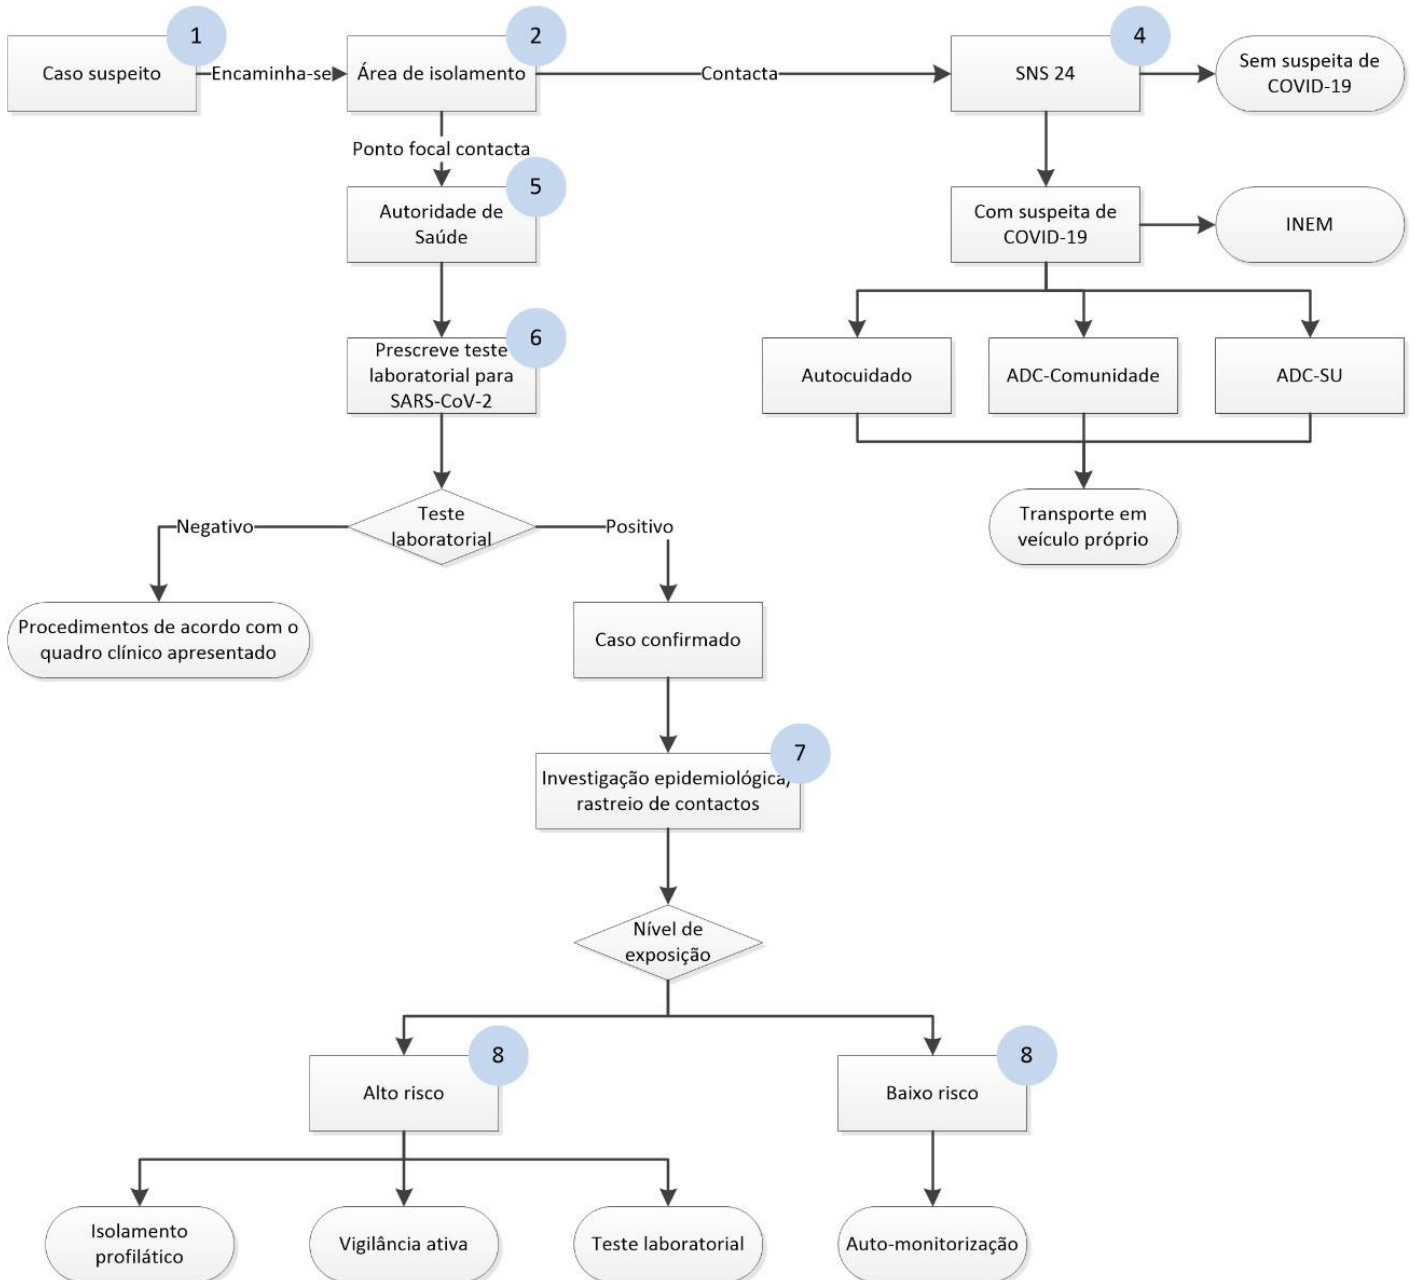 1
Caso suspeito
Encaminha-se
2
Área de isolamento
Contacta
4
SNS 24
Sem suspeita de
COVID-19
Ponto focal contacta
5
Autoridade de
Saúde
Com suspeita de
COVID-19
INEM
6
Prescreve teste
laboratorial para
SARS-CoV-2
Autocuidado
ADC-Comunidade
ADC-SU
Teste
laboratorial
Negativo
Positivo
Transporte em
veículo próprio
Procedimentos de acordo com o
quadro clínico apresentado
Caso confirmado
7
Investigação epidemiológica/
rastreio de contactos
Nível de
exposição
8
Alto risco
8
Baixo risco
Isolamento
profilático
Vigilância ativa
Teste laboratorial
Auto-monitorização